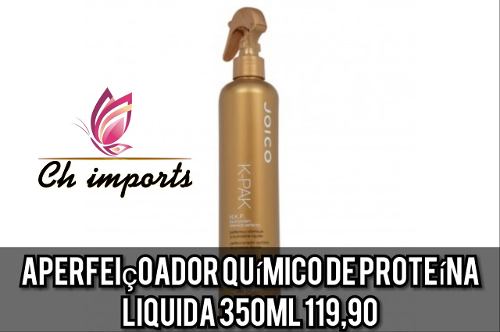 JOICO
K-PAK
Ch imports
APERFEIçOADOR QUíMICO DE PROTEíNA
LIQUIDA 350ML 119,90